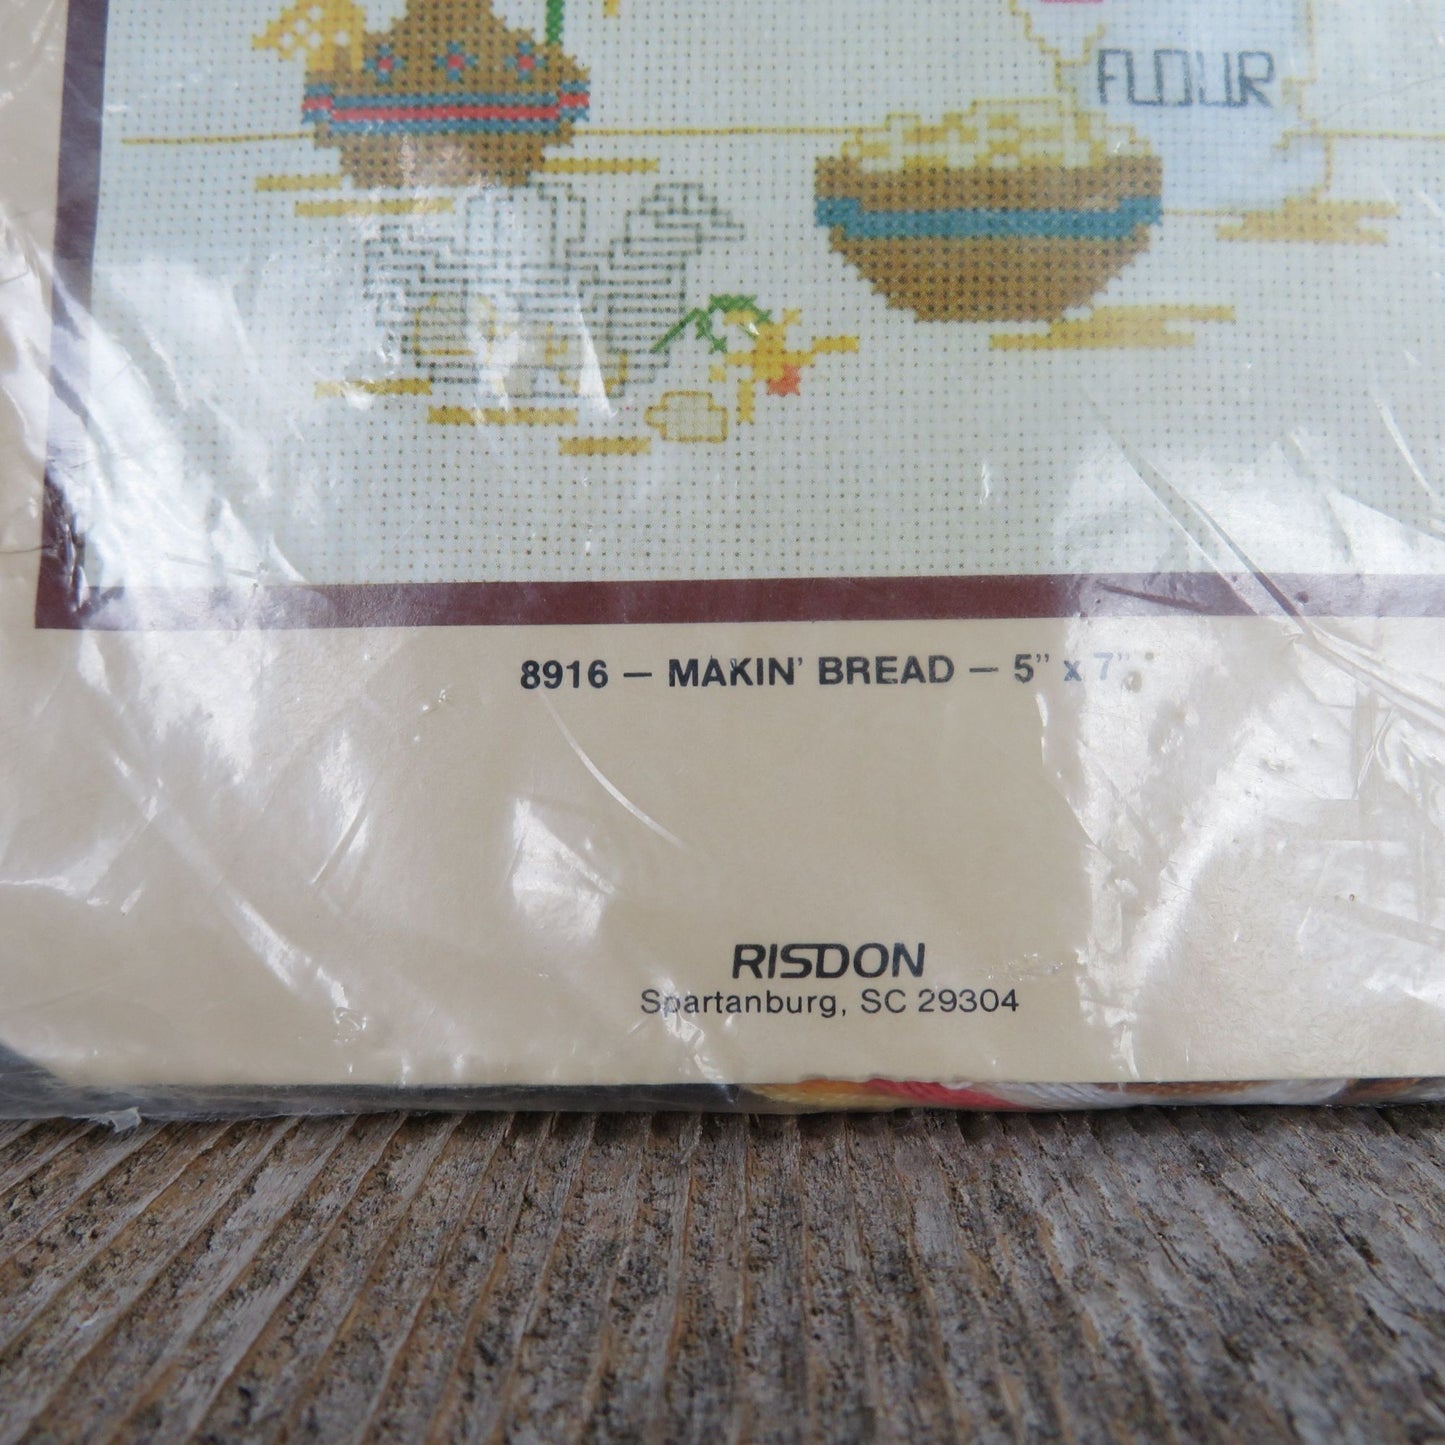 FLOUR
8916 — MAKIN' BREAD — 5" x 7"
RISDON
Spartanburg, SC 29304